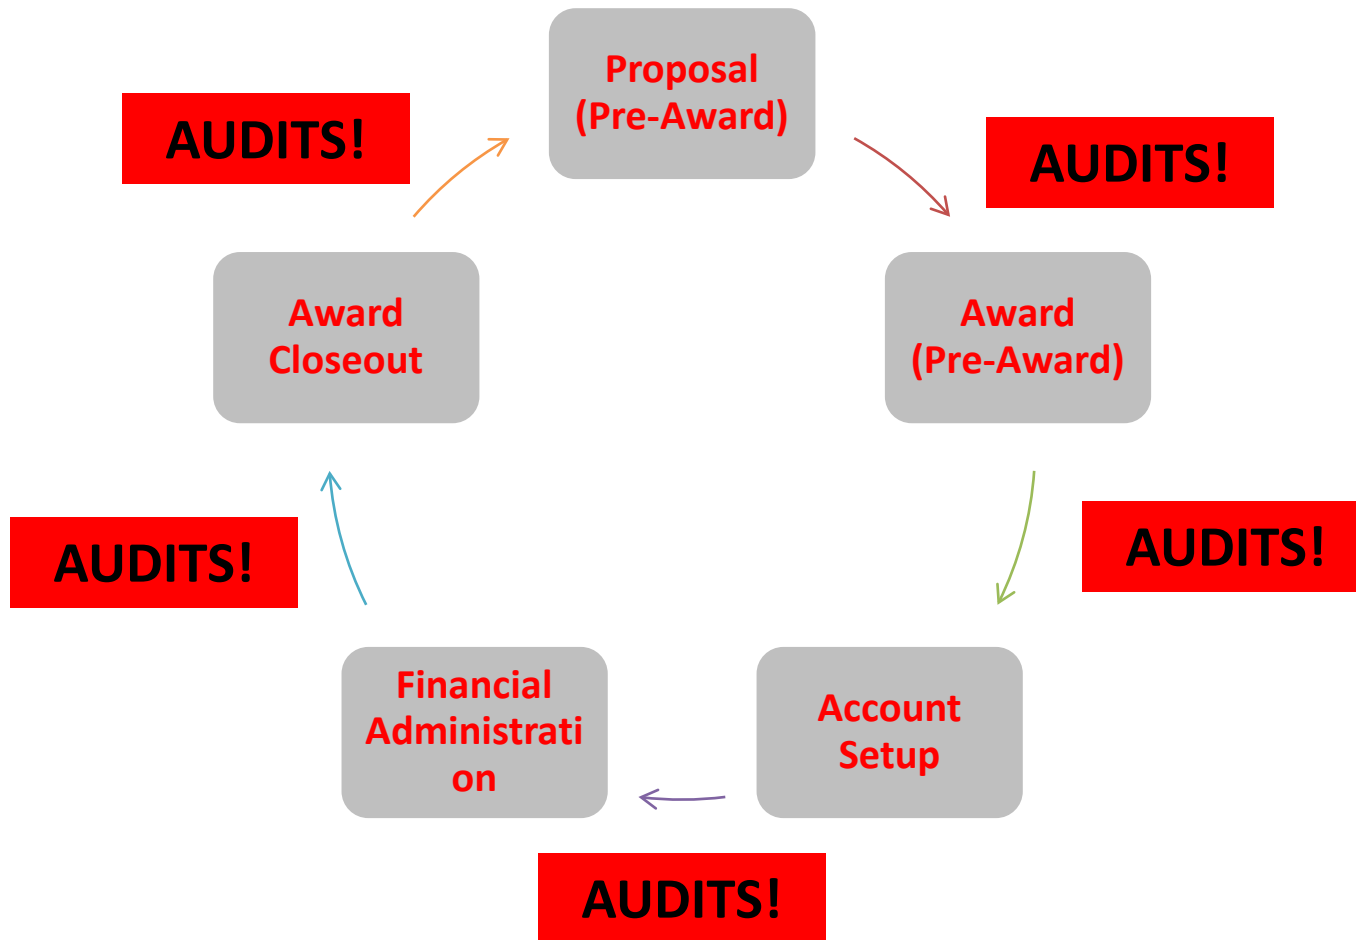 Proposal
(Pre-Award)
AUDITS!
AUDITS!
Award
Closeout
Award
(Pre-Award)
AUDITS!
AUDITS!
Financial
Administrati
on
Account
Setup
AUDITS!